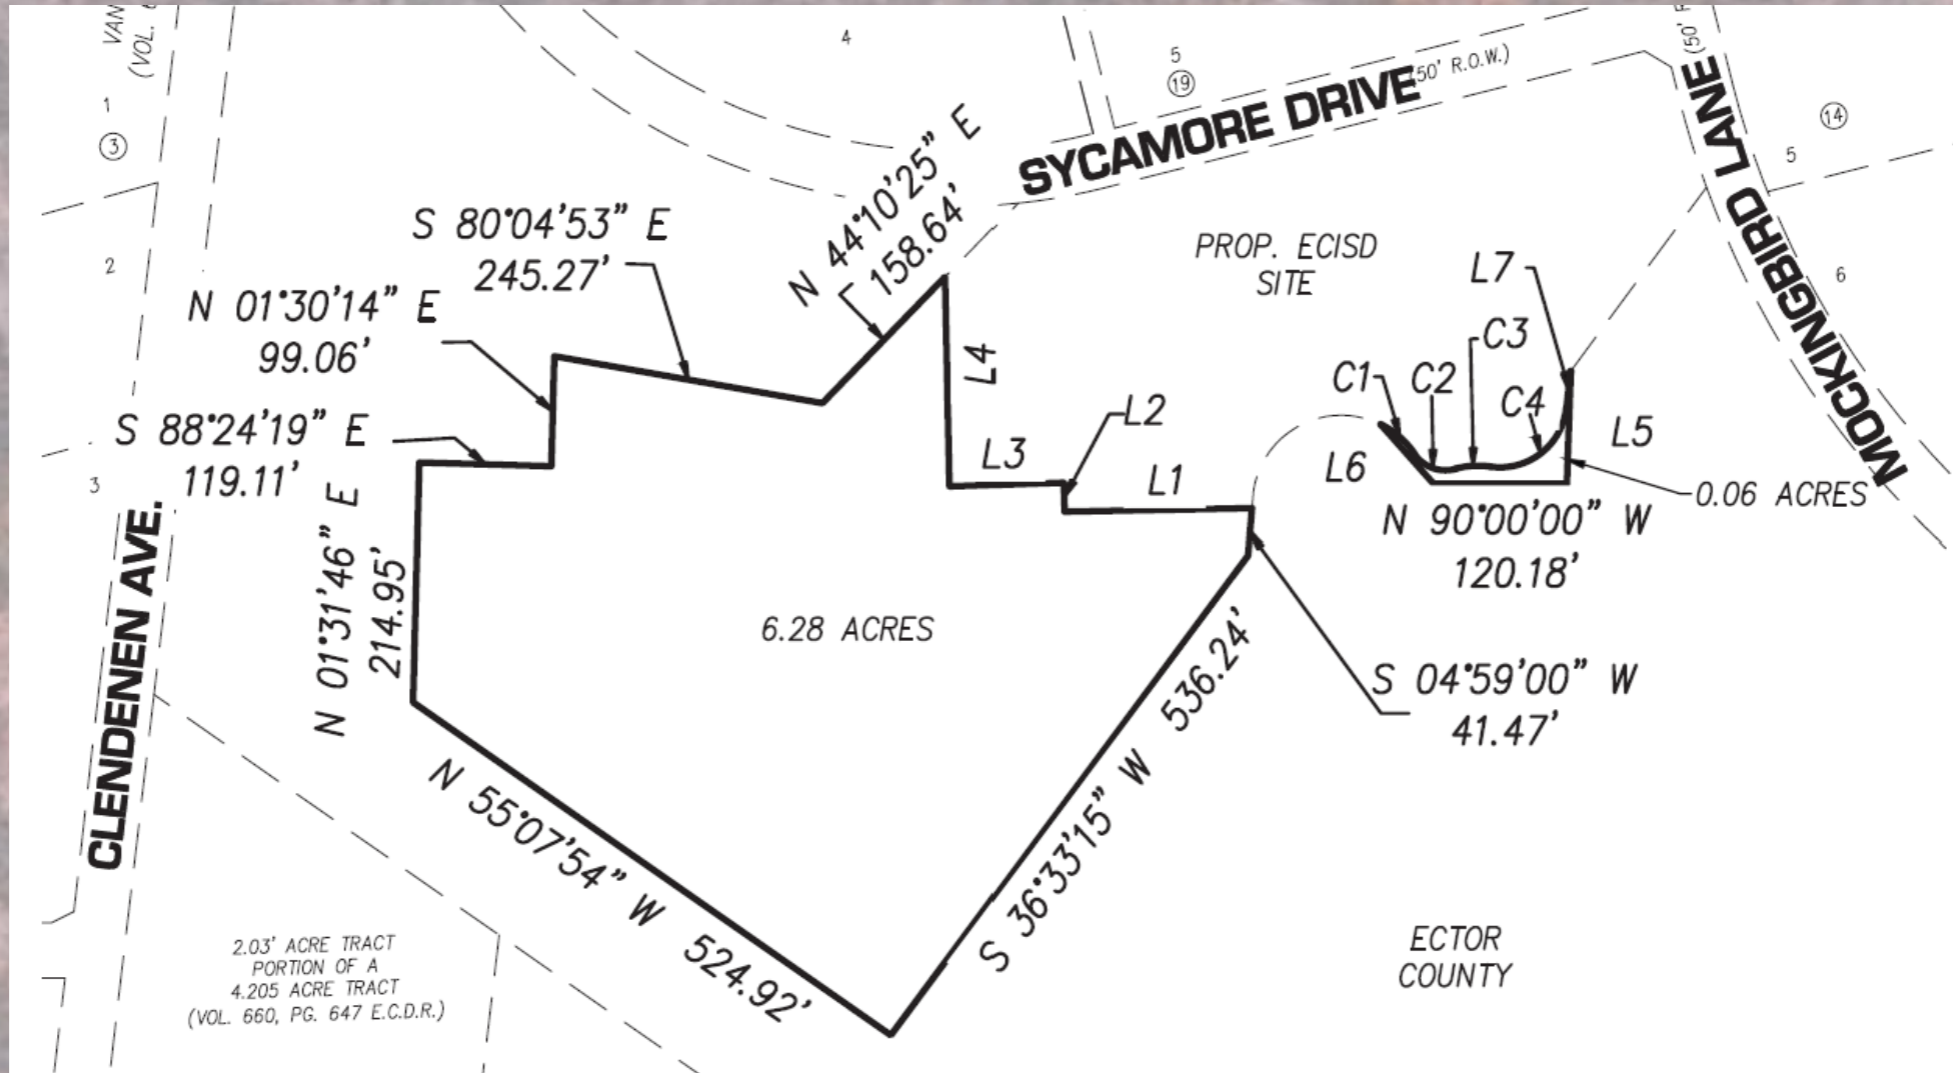 VAN
(VOL. 6
1
3
2
3
CLENDENEN AVE.
4
5
19
SYCAMORE DRIVE
(50' R.O.W.)
(50' R
MOCKINGBIRD LANE
14
5
6
S 80°04'53" E
245.27'
N 44°10'25" E
158.64'
N 01°30'14" E
99.06'
S 88°24'19" E
119.11'
N 01°31'46" E
214.95'
PROP. ECISD
SITE
L7
C3
C1
C2
C4
L5
L6
L4
L2
L3
L1
0.06 ACRES
N 90°00'00" W
120.18'
6.28 ACRES
S 04°59'00" W
41.47'
S 36°33'15" W 536.24'
N 55°07'54" W 524.92'
2.03' ACRE TRACT
PORTION OF A
4.205 ACRE TRACT
(VOL. 660, PG. 647 E.C.D.R.)
ECTOR
COUNTY